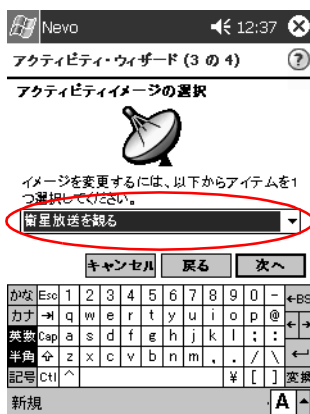 Nevo 12:37
アクティビティ・ウィザード (3 の 4) ?
アクティビティイメージの選択
イメージを変更するには、以下からアイテムを1
つ選択してください。
衛星放送を観る
キャンセル 戻る 次へ
かな Esc 1 2 3 4 5 6 7 8 9 0 - ←BS
カナ q w e r t y u i o p @ ← →
英数 Cap a s d f g h j k l ; :
半角 z x c v b n m , . / \
記号 Ctl ^ ¥ [ ] 変換
新規 A